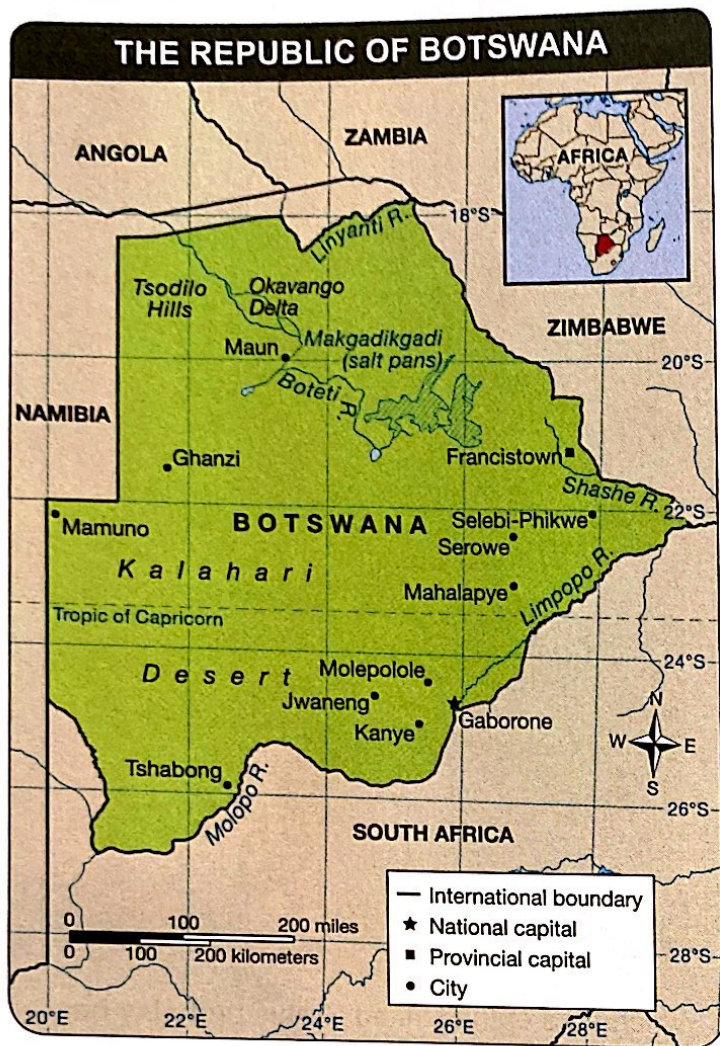 THE REPUBLIC OF BOTSWANA
ANGOLA
ZAMBIA
AFRICA
18°S
Linyanti R.
Tsodilo
Hills
Okavango
Delta
ZIMBABWE
Maun
Makgadikgadi
(salt pans)
20°S
Boteti R.
NAMIBIA
Ghanzi
Francistown
Shashe R.
22°S
Mamuno
BOTSWANA
Selebi-Phikwe
Serowe
Kalahari
Mahalapye
Limpopo R.
Tropic of Capricorn
24°S
Desert
Molepolole
Jwaneng
Gaborone
Kanye
N
W
E
S
Tshabong
Molopo R.
26°S
SOUTH AFRICA
International boundary
National capital
Provincial capital
City
0 100 200 miles
0 100 200 kilometers
28°S
20°E 22°E 24°E 26°E 28°E